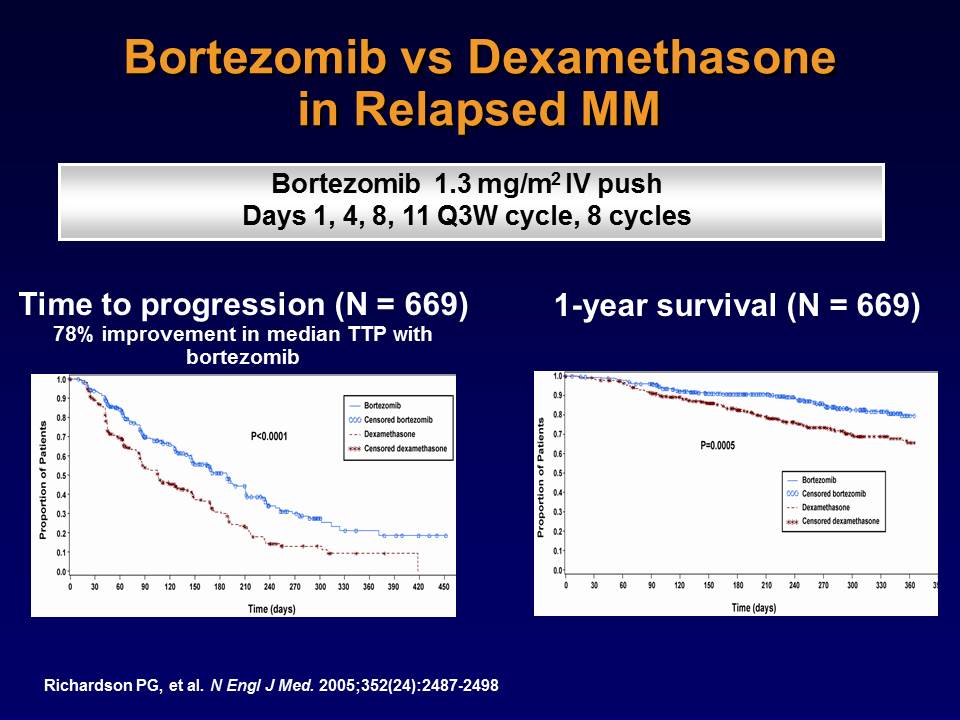 Bortezomib vs Dexamethasone
in Relapsed MM
Bortezomib 1.3 mg/m² IV push
Days 1, 4, 8, 11 Q3W cycle, 8 cycles
Time to progression (N = 669)
78% improvement in median TTP with
bortezomib
1.0
0.9
0.8
0.7
0.6
0.5
0.4
0.3
0.2
0.1
0.0
Proportion of Patients
P<0.0001
Bortezomib
Censored bortezomib
Dexamethasone
Censored dexamethasone
0 30 60 90 120 150 180 210 240 270 300 330 360 390 420 450
Time (days)
1-year survival (N = 669)
1.0
0.9
0.8
0.7
0.6
0.5
0.4
0.3
0.2
0.1
0.0
Proportion of Patients
P=0.0005
Bortezomib
Censored bortezomib
Dexamethasone
Censored dexamethasone
0 30 60 90 120 150 180 210 240 270 300 330 360
Time (days)
Richardson PG, et al. N Engl J Med. 2005;352(24):2487-2498